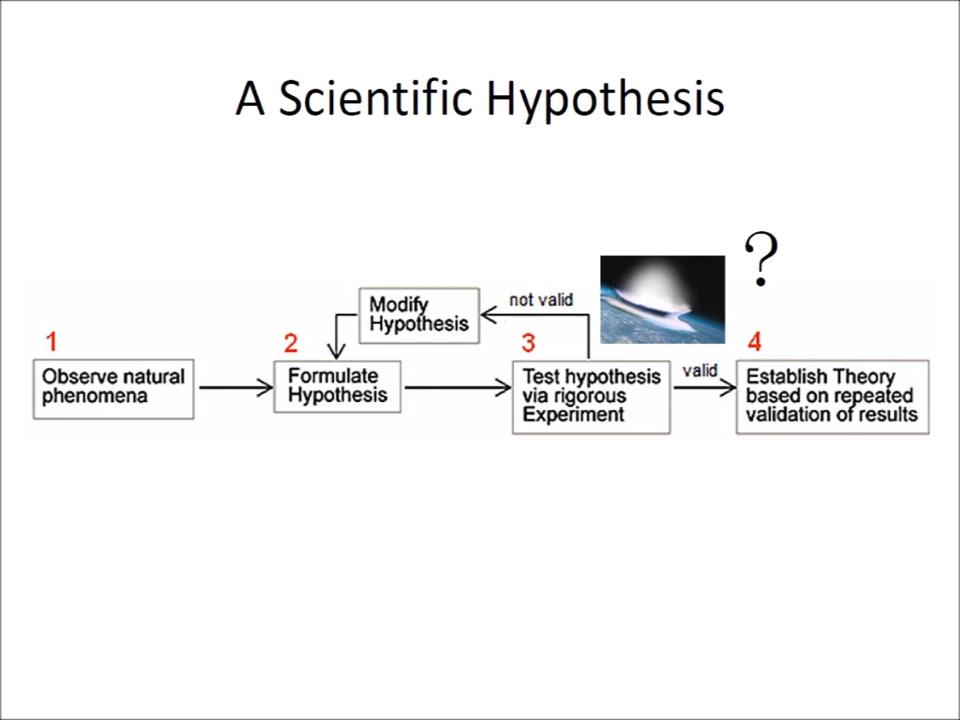 A Scientific Hypothesis
?
Modify
Hypothesis
not valid
1
Observe natural
phenomena
2
Formulate
Hypothesis
3
Test hypothesis
via rigorous
Experiment
valid
4
Establish Theory
based on repeated
validation of results